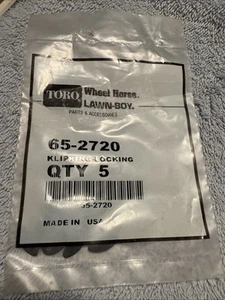 TORO
Wheel Horse®
LAWN-BOY®
PARTS & ACCESSORIES
65-2720
KLIPRING-LOCKING
QTY 5
65-2720
MADE IN USA